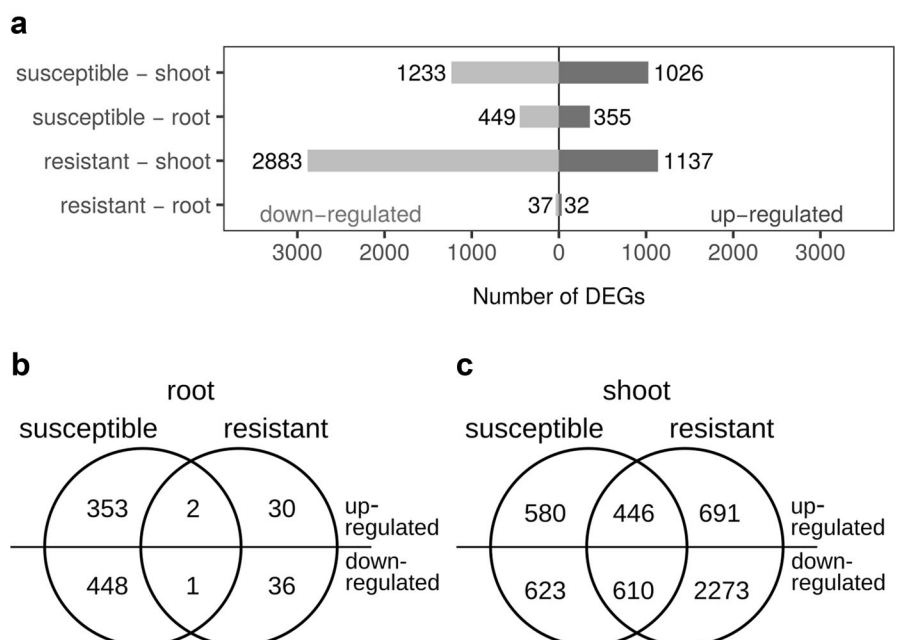 a
susceptible − shoot 1233 1026
susceptible − root 449 355
resistant − shoot 2883 1137
resistant − root 37 32
down−regulated up−regulated
3000 2000 1000 0 1000 2000 3000
Number of DEGs
b
root
susceptible resistant
353 2 30 up-
regulated
448 1 36 down-
regulated
c
shoot
susceptible resistant
580 446 691 up-
regulated
623 610 2273 down-
regulated